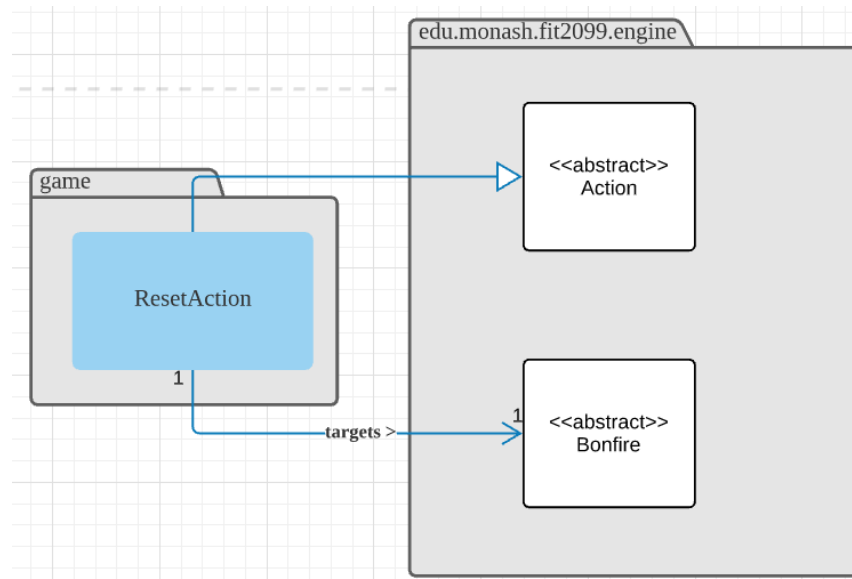 edu.monash.fit2099.engine
<<abstract>>
Action
game
ResetAction
1
targets >
1
<<abstract>>
Bonfire